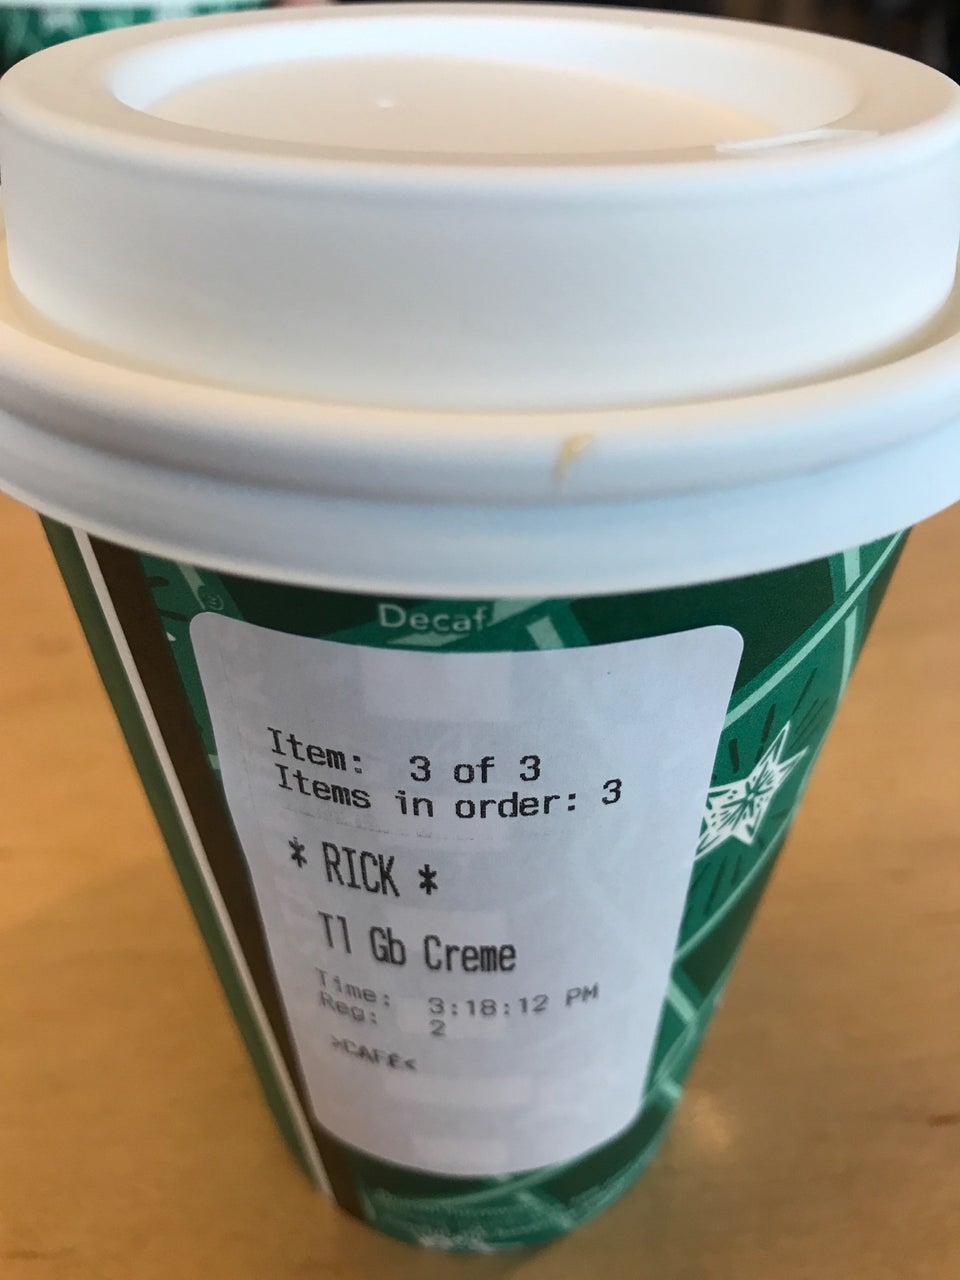 Decaf
Item: 3 of 3
Items in order: 3
* RICK *
Tl Gb Creme
Time: 3:18:12 PM
Reg: 2
>CAFE<